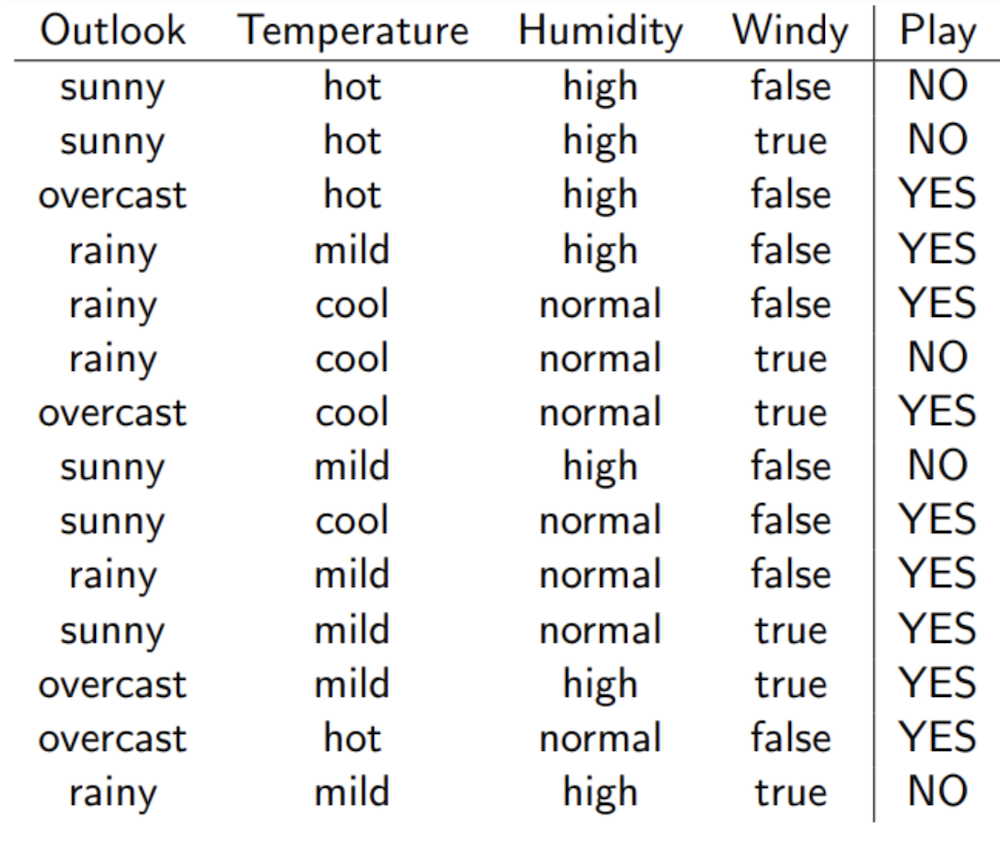 Outlook Temperature Humidity Windy Play
sunny hot high false NO
sunny hot high true NO
overcast hot high false YES
rainy mild high false YES
rainy cool normal false YES
rainy cool normal true NO
overcast cool normal true YES
sunny mild high false NO
sunny cool normal false YES
rainy mild normal false YES
sunny mild normal true YES
overcast mild high true YES
overcast hot normal false YES
rainy mild high true NO